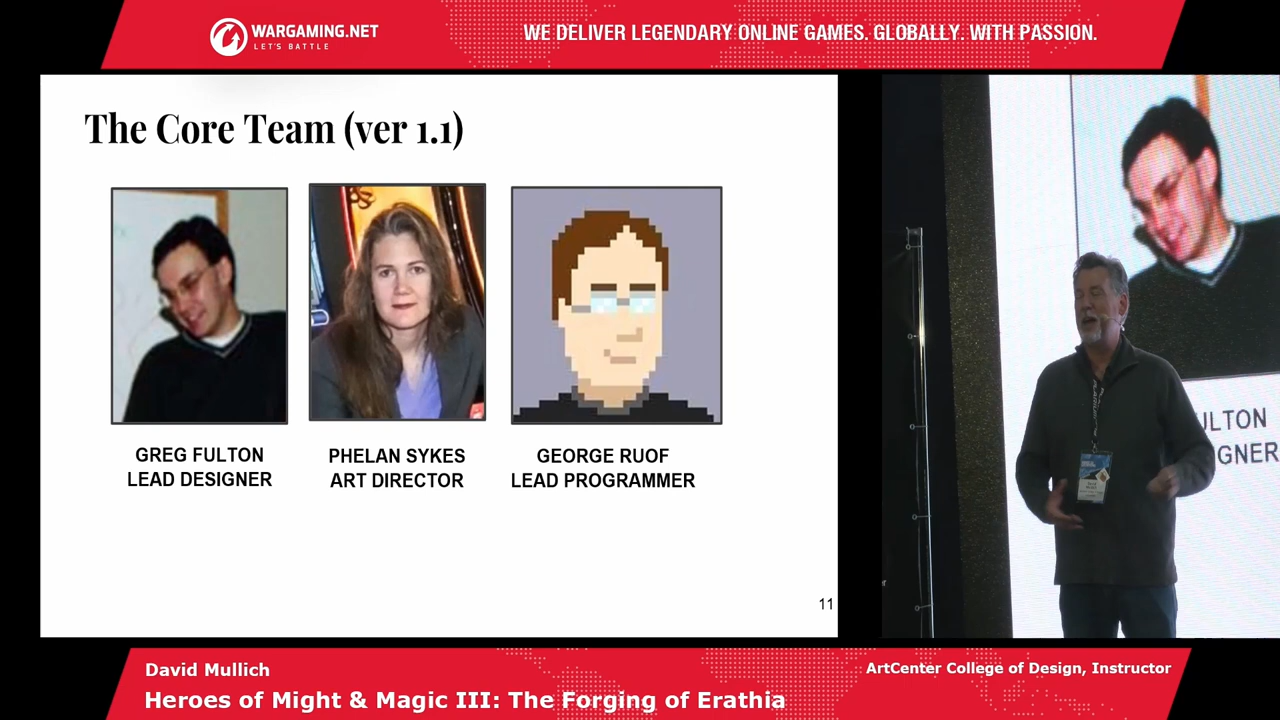 WARGAMING.NET
LET'S BATTLE
WE DELIVER LEGENDARY ONLINE GAMES. GLOBALLY. WITH PASSION.
The Core Team (ver 1.1)
GREG FULTON
LEAD DESIGNER
PHELAN SYKES
ART DIRECTOR
GEORGE RUOF
LEAD PROGRAMMER
11
ULTON
GNER
David Mullich
ArtCenter College of Design, Instructor
Heroes of Might & Magic III: The Forging of Erathia